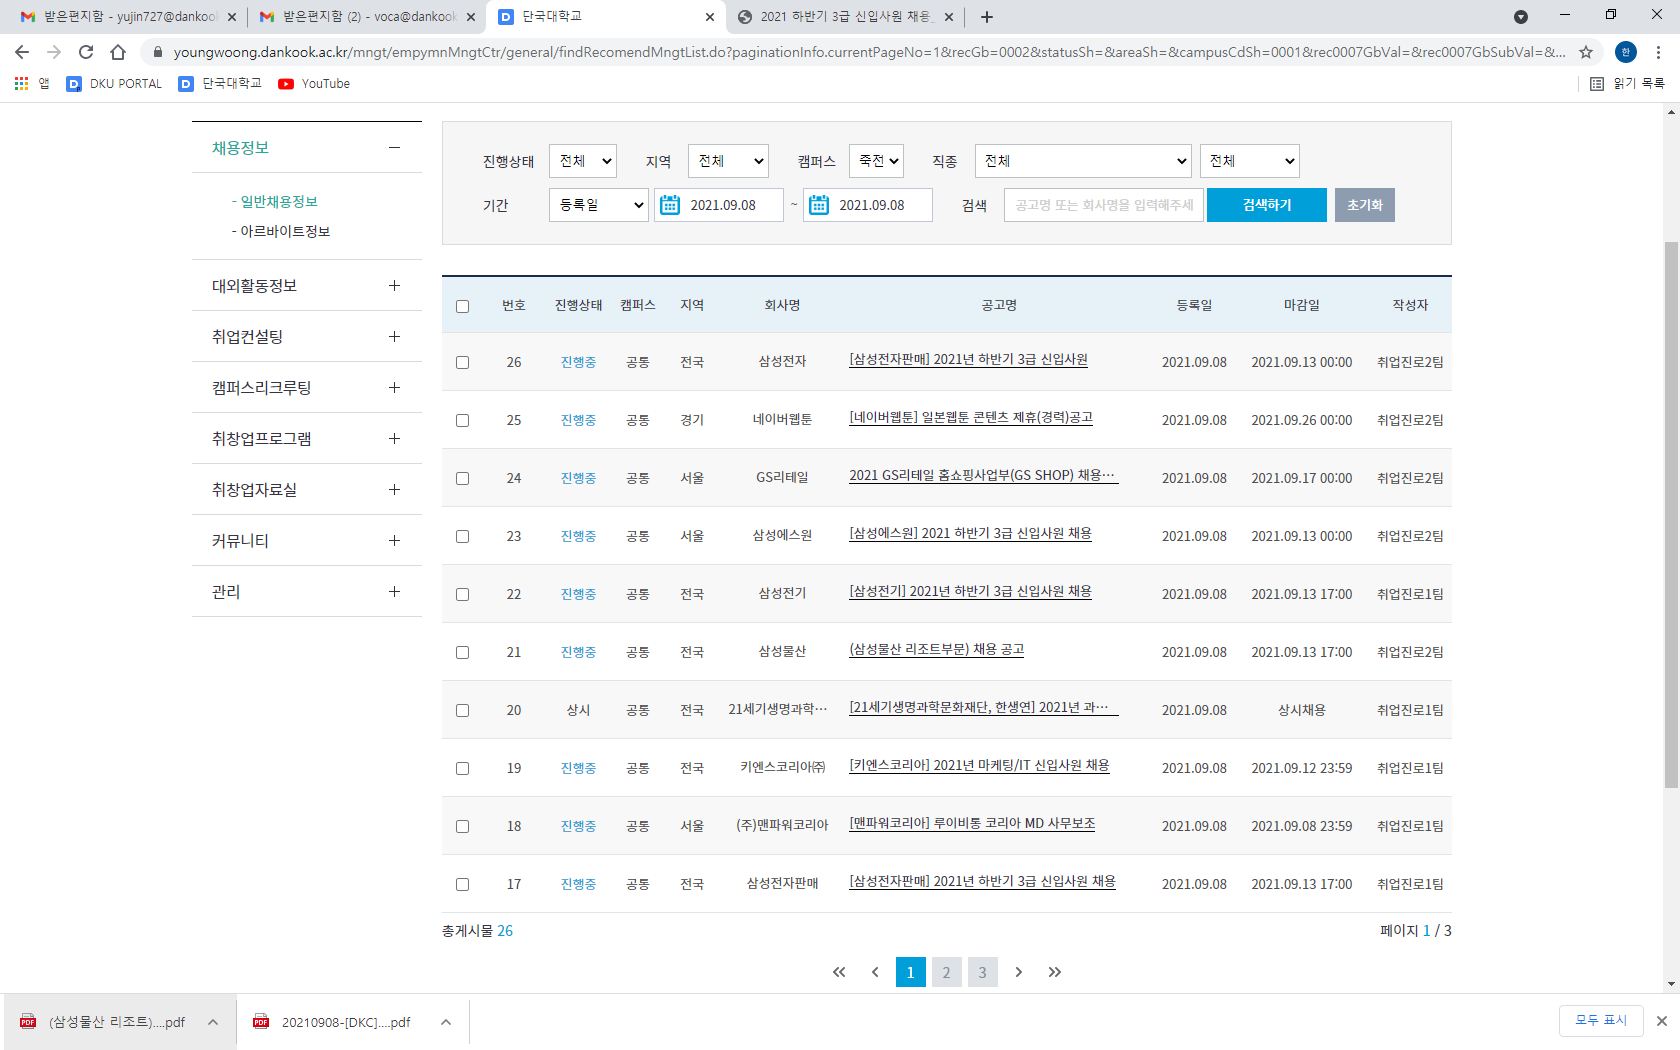 받은편지함 - yujin727@dankook
받은편지함 (2) - voca@dankook
단국대학교
2021 하반기 3급 신입사원 채용_
youngwoong.dankook.ac.kr/mngt/empymnMngtCtr/general/findRecomendMngtList.do?paginationInfo.currentPageNo=1&recGb=0002&statusSh=&areaSh=&campusCdSh=0001&rec0007GbVal=&rec0007GbSubVal=&...
한
앱
DKU PORTAL
단국대학교
YouTube
읽기 목록
채용정보
- 일반채용정보
- 아르바이트정보
대외활동정보
취업컨설팅
캠퍼스리크루팅
취창업프로그램
취창업자료실
커뮤니티
관리
진행상태 전체 지역 전체 캠퍼스 죽전 직종 전체 전체
기간 등록일 2021.09.08 ~ 2021.09.08 검색 공고명 또는 회사명을 입력해주세 검색하기 초기화
번호 진행상태 캠퍼스 지역 회사명 공고명 등록일 마감일 작성자
26 진행중 공통 전국 삼성전자 [삼성전자판매] 2021년 하반기 3급 신입사원 2021.09.08 2021.09.13 00:00 취업진로2팀
25 진행중 공통 경기 네이버웹툰 [네이버웹툰] 일본웹툰 콘텐츠 제휴(경력)공고 2021.09.08 2021.09.26 00:00 취업진로2팀
24 진행중 공통 서울 GS리테일 2021 GS리테일 홈쇼핑사업부(GS SHOP) 채용··· 2021.09.08 2021.09.17 00:00 취업진로2팀
23 진행중 공통 서울 삼성에스원 [삼성에스원] 2021 하반기 3급 신입사원 채용 2021.09.08 2021.09.13 00:00 취업진로2팀
22 진행중 공통 전국 삼성전기 [삼성전기] 2021년 하반기 3급 신입사원 채용 2021.09.08 2021.09.13 17:00 취업진로1팀
21 진행중 공통 전국 삼성물산 (삼성물산 리조트부문) 채용 공고 2021.09.08 2021.09.13 17:00 취업진로2팀
20 상시 공통 전국 21세기생명과학··· [21세기생명과학문화재단, 한생연] 2021년 과··· 2021.09.08 상시채용 취업진로1팀
19 진행중 공통 전국 키엔스코리아㈜ [키엔스코리아] 2021년 마케팅/IT 신입사원 채용 2021.09.08 2021.09.12 23:59 취업진로1팀
18 진행중 공통 서울 (주)맨파워코리아 [맨파워코리아] 루이비통 코리아 MD 사무보조 2021.09.08 2021.09.08 23:59 취업진로1팀
17 진행중 공통 전국 삼성전자판매 [삼성전자판매] 2021년 하반기 3급 신입사원 채용 2021.09.08 2021.09.13 17:00 취업진로1팀
총게시물 26 페이지 1 / 3
1 2 3
(삼성물산 리조트)....pdf
20210908-[DKC]....pdf
모두 표시